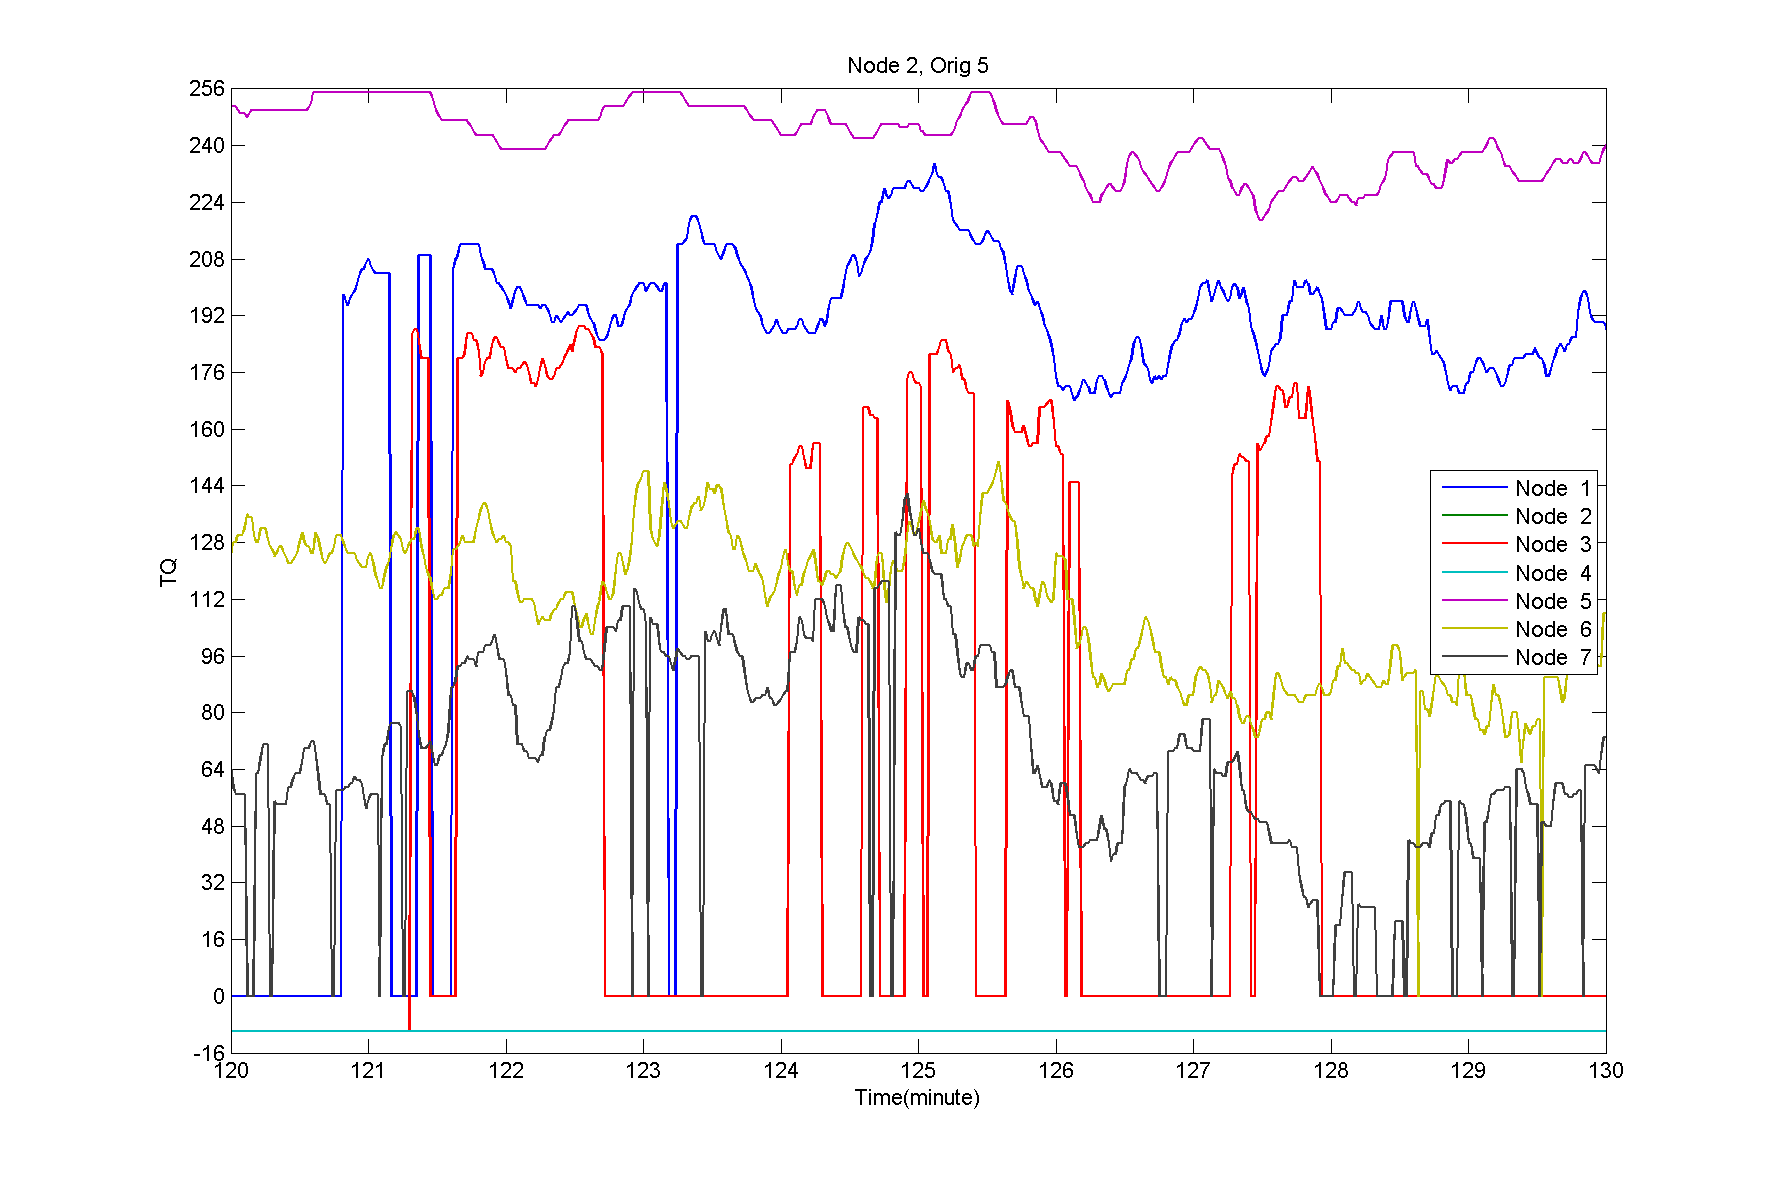 Node 2, Orig 5
256
240
224
208
192
176
160
144
128
112
96
80
64
48
32
16
0
-16
TQ
Node 1
Node 2
Node 3
Node 4
Node 5
Node 6
Node 7
120 121 122 123 124 125 126 127 128 129 130
Time(minute)